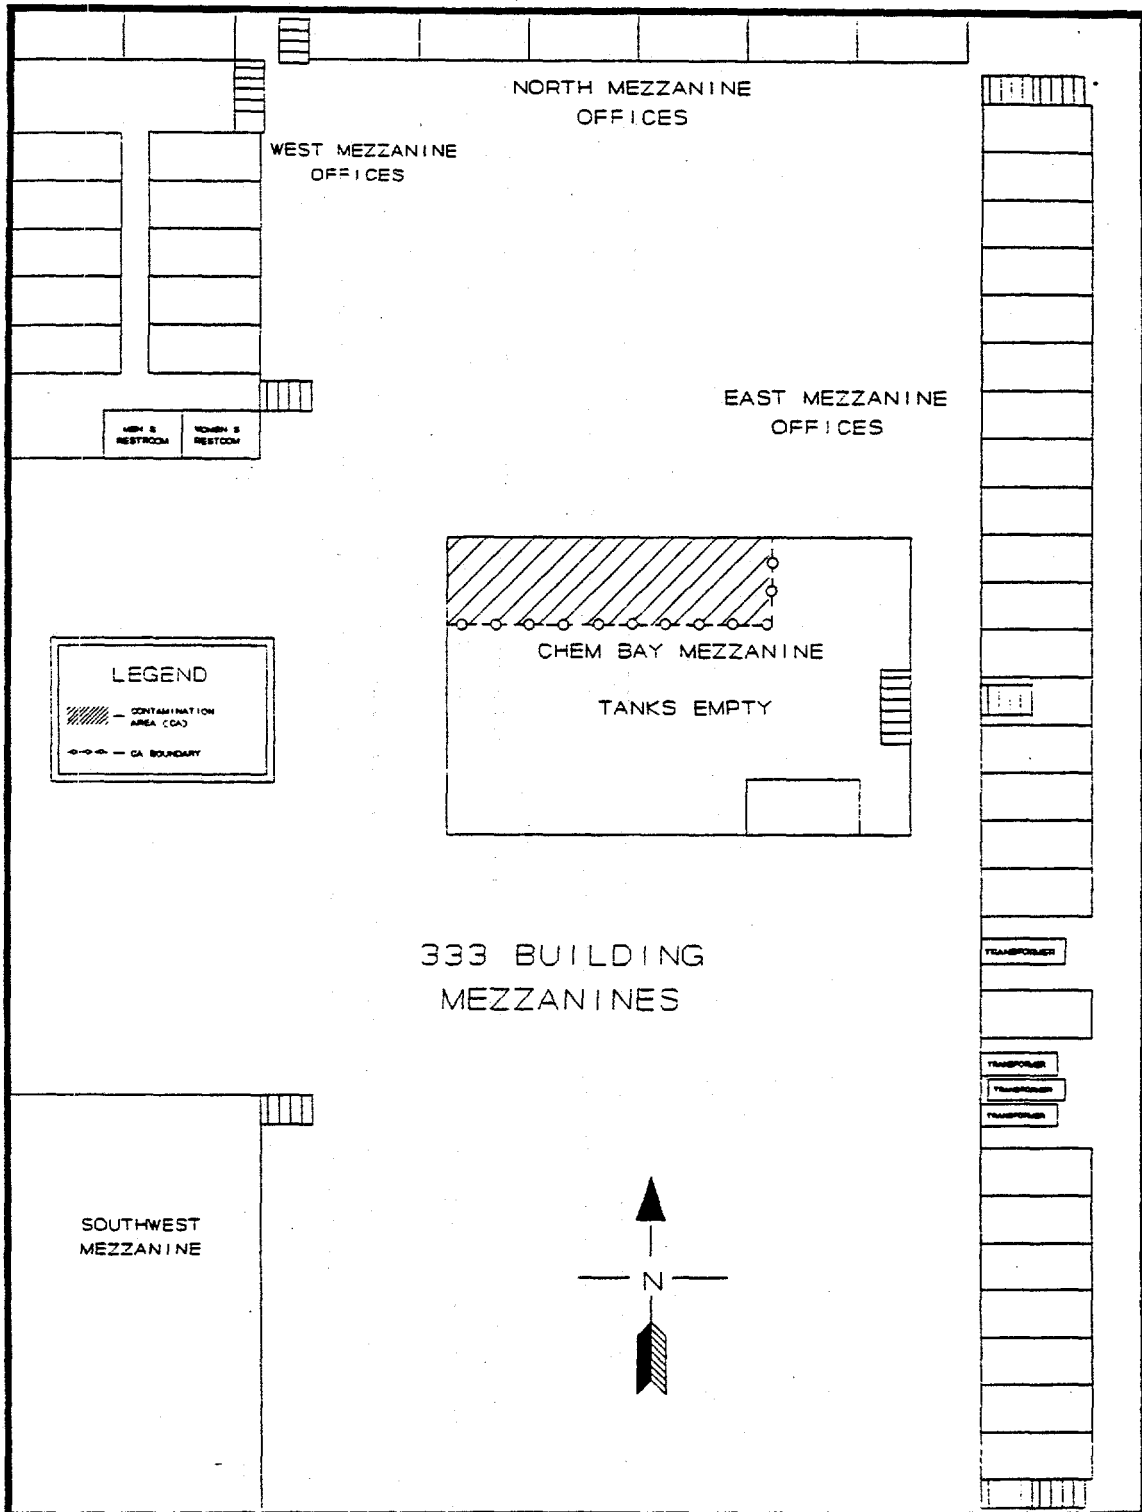 NORTH MEZZANINE
OFFICES
WEST MEZZANINE
OFFICES
EAST MEZZANINE
OFFICES
MEN S
RESTROOM
WOMEN S
RESTOOM
CHEM BAY MEZZANINE
TANKS EMPTY
LEGEND
— CONTAMINATION
AREA (CA)
— CA BOUNDARY
333 BUILDING
MEZZANINES
TRANSFORMER
TRANSFORMER
TRANSFORMER
TRANSFORMER
SOUTHWEST
MEZZANINE
N